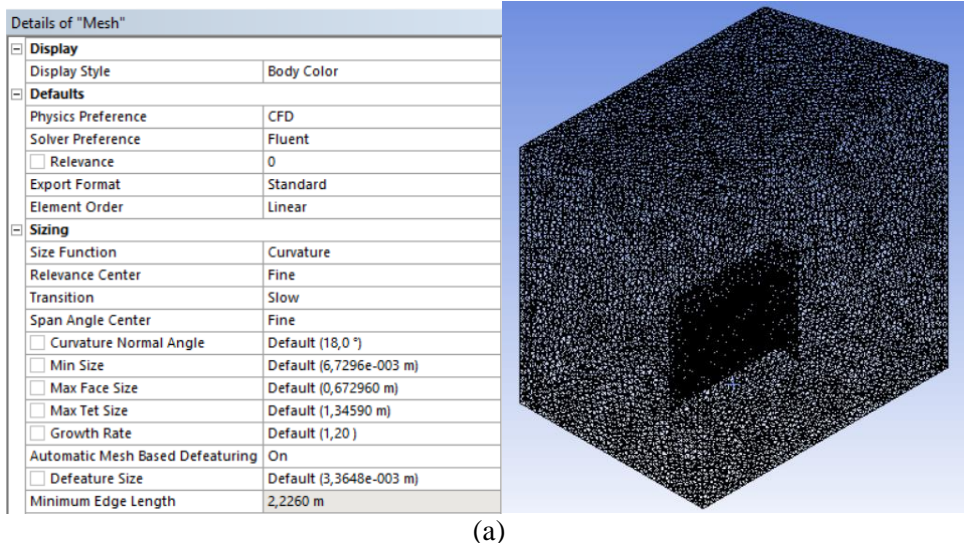 Details of "Mesh"
Display
Display Style Body Color
Defaults
Physics Preference CFD
Solver Preference Fluent
Relevance 0
Export Format Standard
Element Order Linear
Sizing
Size Function Curvature
Relevance Center Fine
Transition Slow
Span Angle Center Fine
Curvature Normal Angle Default (18,0 °)
Min Size Default (6,7296e-003 m)
Max Face Size Default (0,672960 m)
Max Tet Size Default (1,34590 m)
Growth Rate Default (1,20 )
Automatic Mesh Based Defeaturing On
Defeature Size Default (3,3648e-003 m)
Minimum Edge Length 2,2260 m
(a)